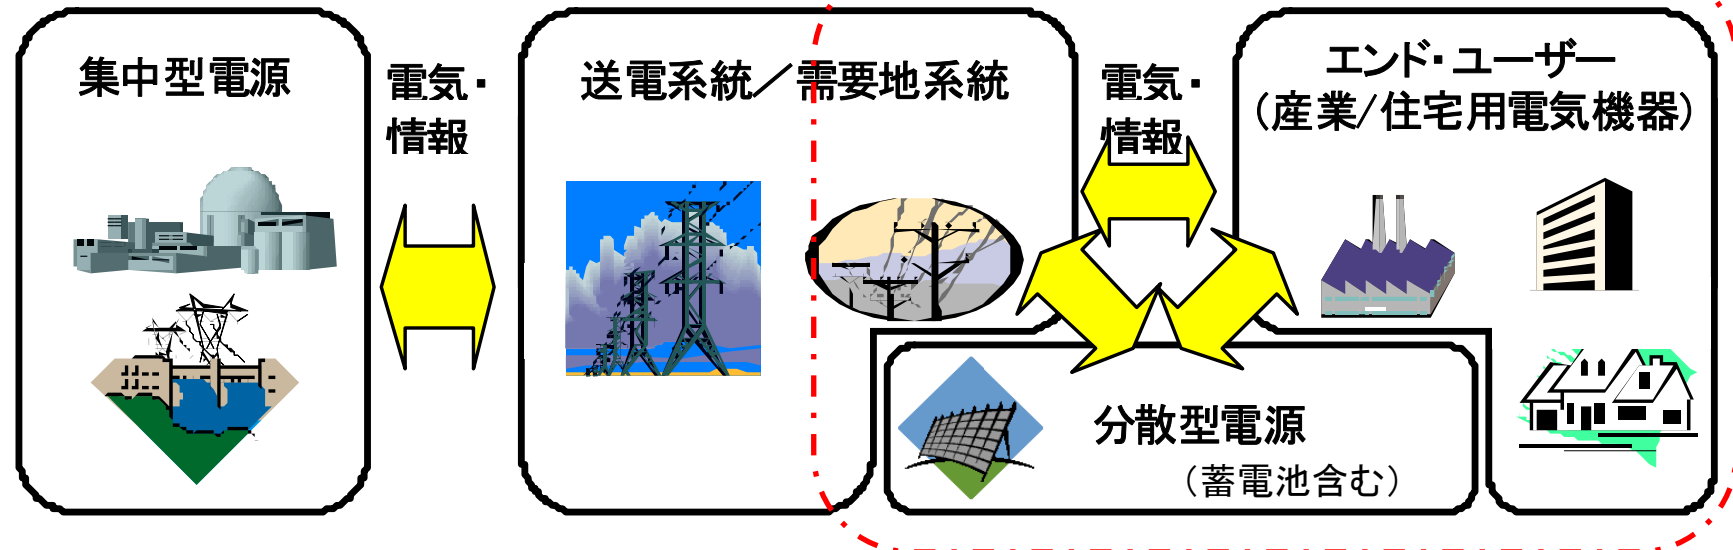 集中型電源
電気・
情報
送電系統／需要地系統
電気・
情報
エンド・ユーザー
(産業/住宅用電気機器)
分散型電源
（蓄電池含む）